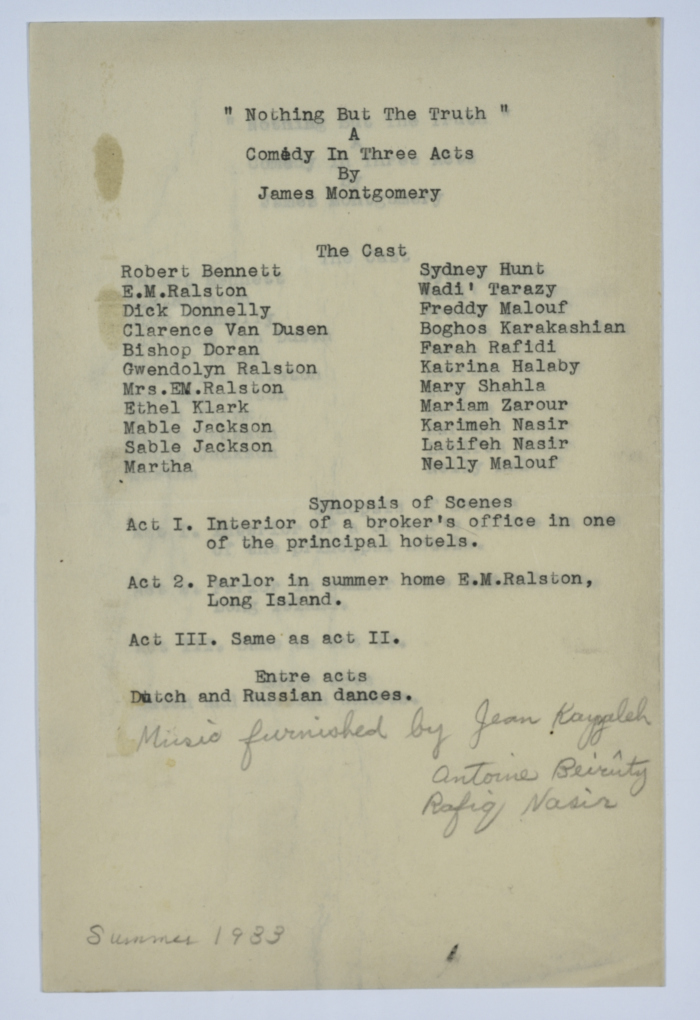 " Nothing But The Truth "
A
Comedy In Three Acts
By
James Montgomery
The Cast
Robert Bennett Sydney Hunt
E.M.Ralston Wadi' Tarazy
Dick Donnelly Freddy Malouf
Clarence Van Dusen Boghos Karakashian
Bishop Doran Farah Rafidi
Gwendolyn Ralston Katrina Halaby
Mrs.EM.Ralston Mary Shahla
Ethel Klark Mariam Zarour
Mable Jackson Karimeh Nasir
Sable Jackson Latifeh Nasir
Martha Nelly Malouf
Synopsis of Scenes
Act I. Interior of a broker's office in one
of the principal hotels.
Act 2. Parlor in summer home E.M.Ralston,
Long Island.
Act III. Same as act II.
Entre acts
Dutch and Russian dances.
Music furnished by Jean
Antoine Beirûty
Rafiq Nasir
Summer 1933